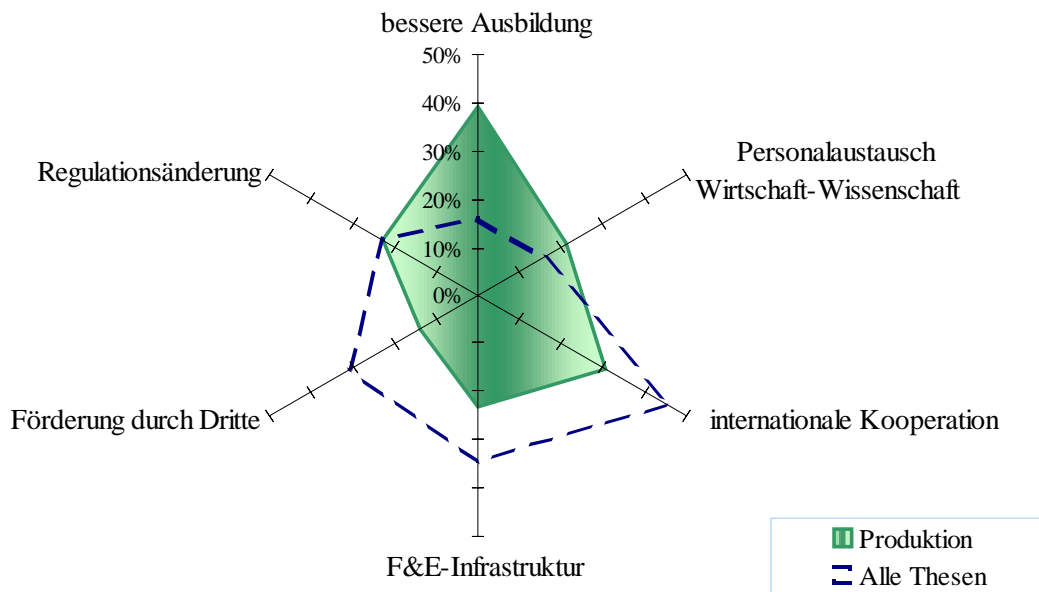 bessere Ausbildung
50%
40%
30%
20%
10%
0%
Personalaustausch
Wirtschaft-Wissenschaft
Regulationsänderung
Förderung durch Dritte
internationale Kooperation
F&E-Infrastruktur
Produktion
Alle Thesen